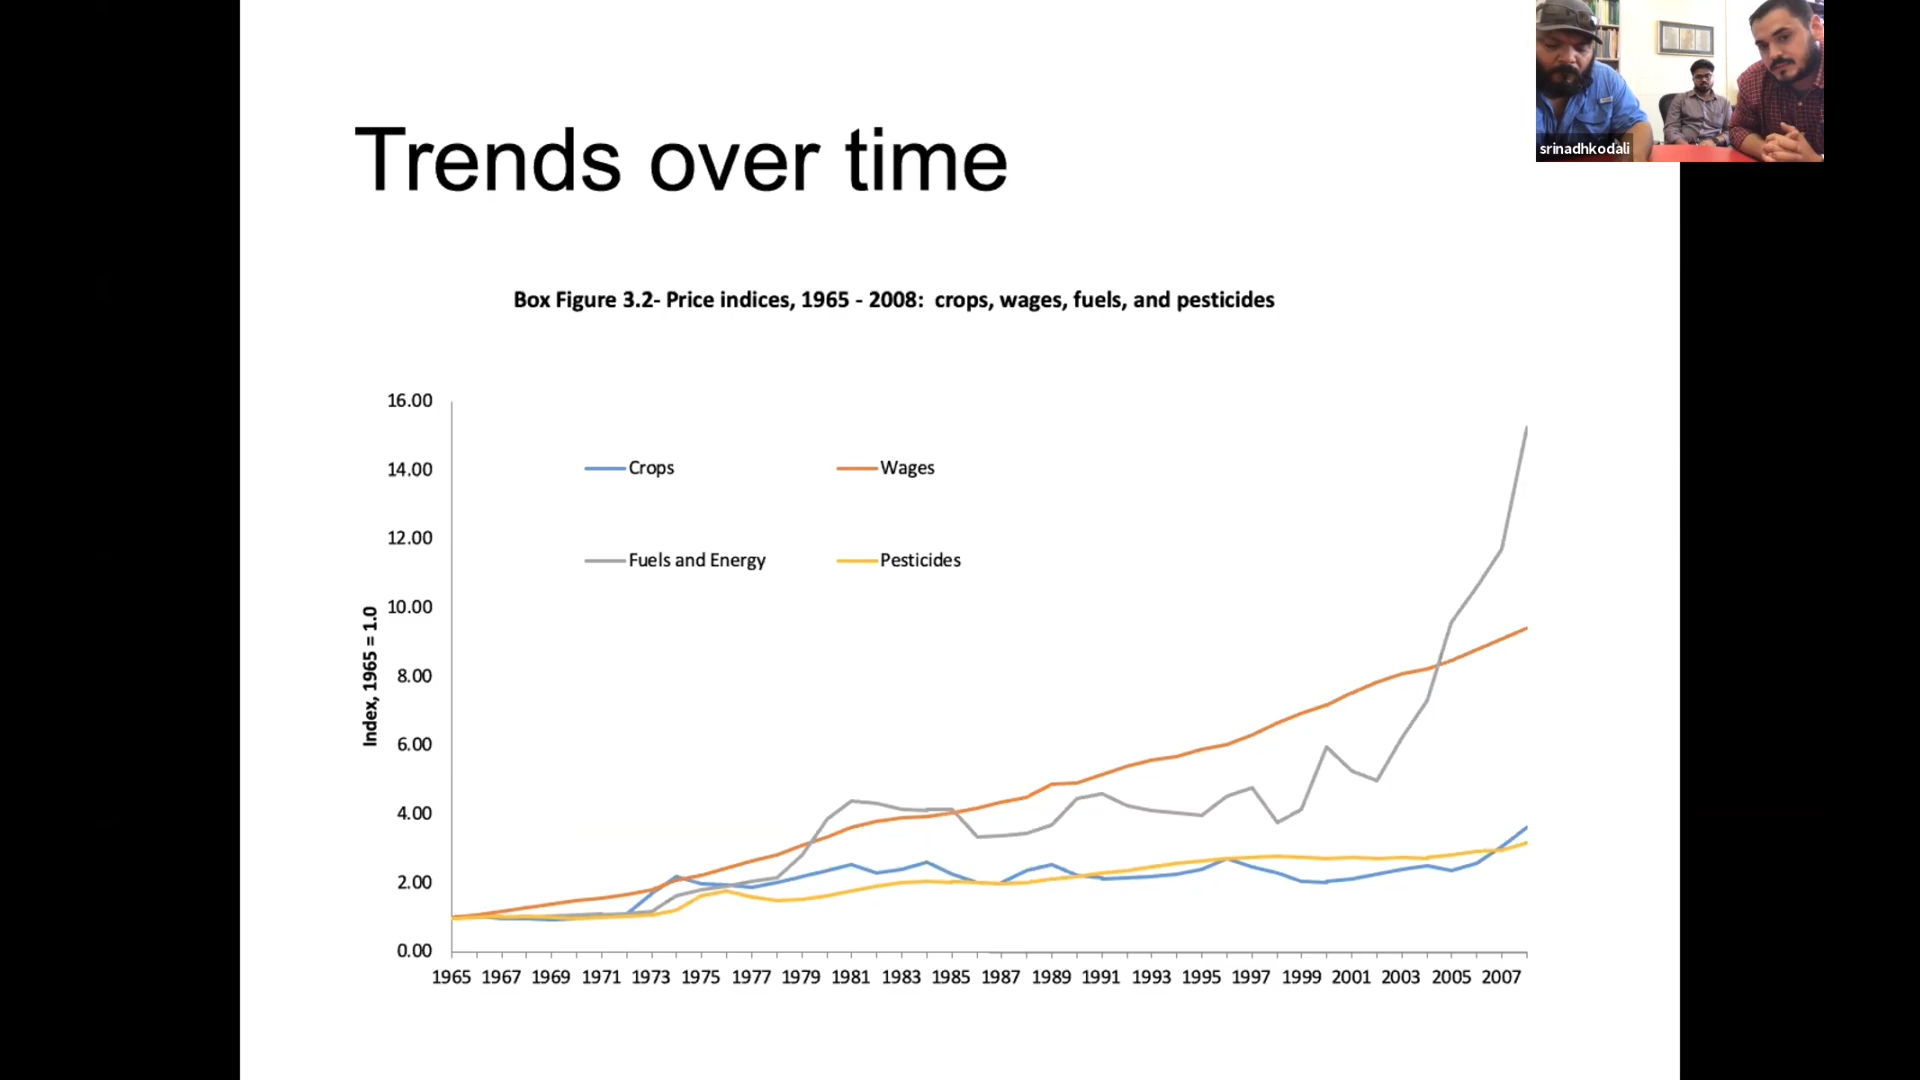 srinadhkodali
Trends over time
Box Figure 3.2- Price indices, 1965 - 2008:  crops, wages, fuels, and pesticides
16.00
14.00
12.00
10.00
8.00
6.00
4.00
2.00
0.00
Index, 1965 = 1.0
Crops
Wages
Fuels and Energy
Pesticides
1965 1967 1969 1971 1973 1975 1977 1979 1981 1983 1985 1987 1989 1991 1993 1995 1997 1999 2001 2003 2005 2007